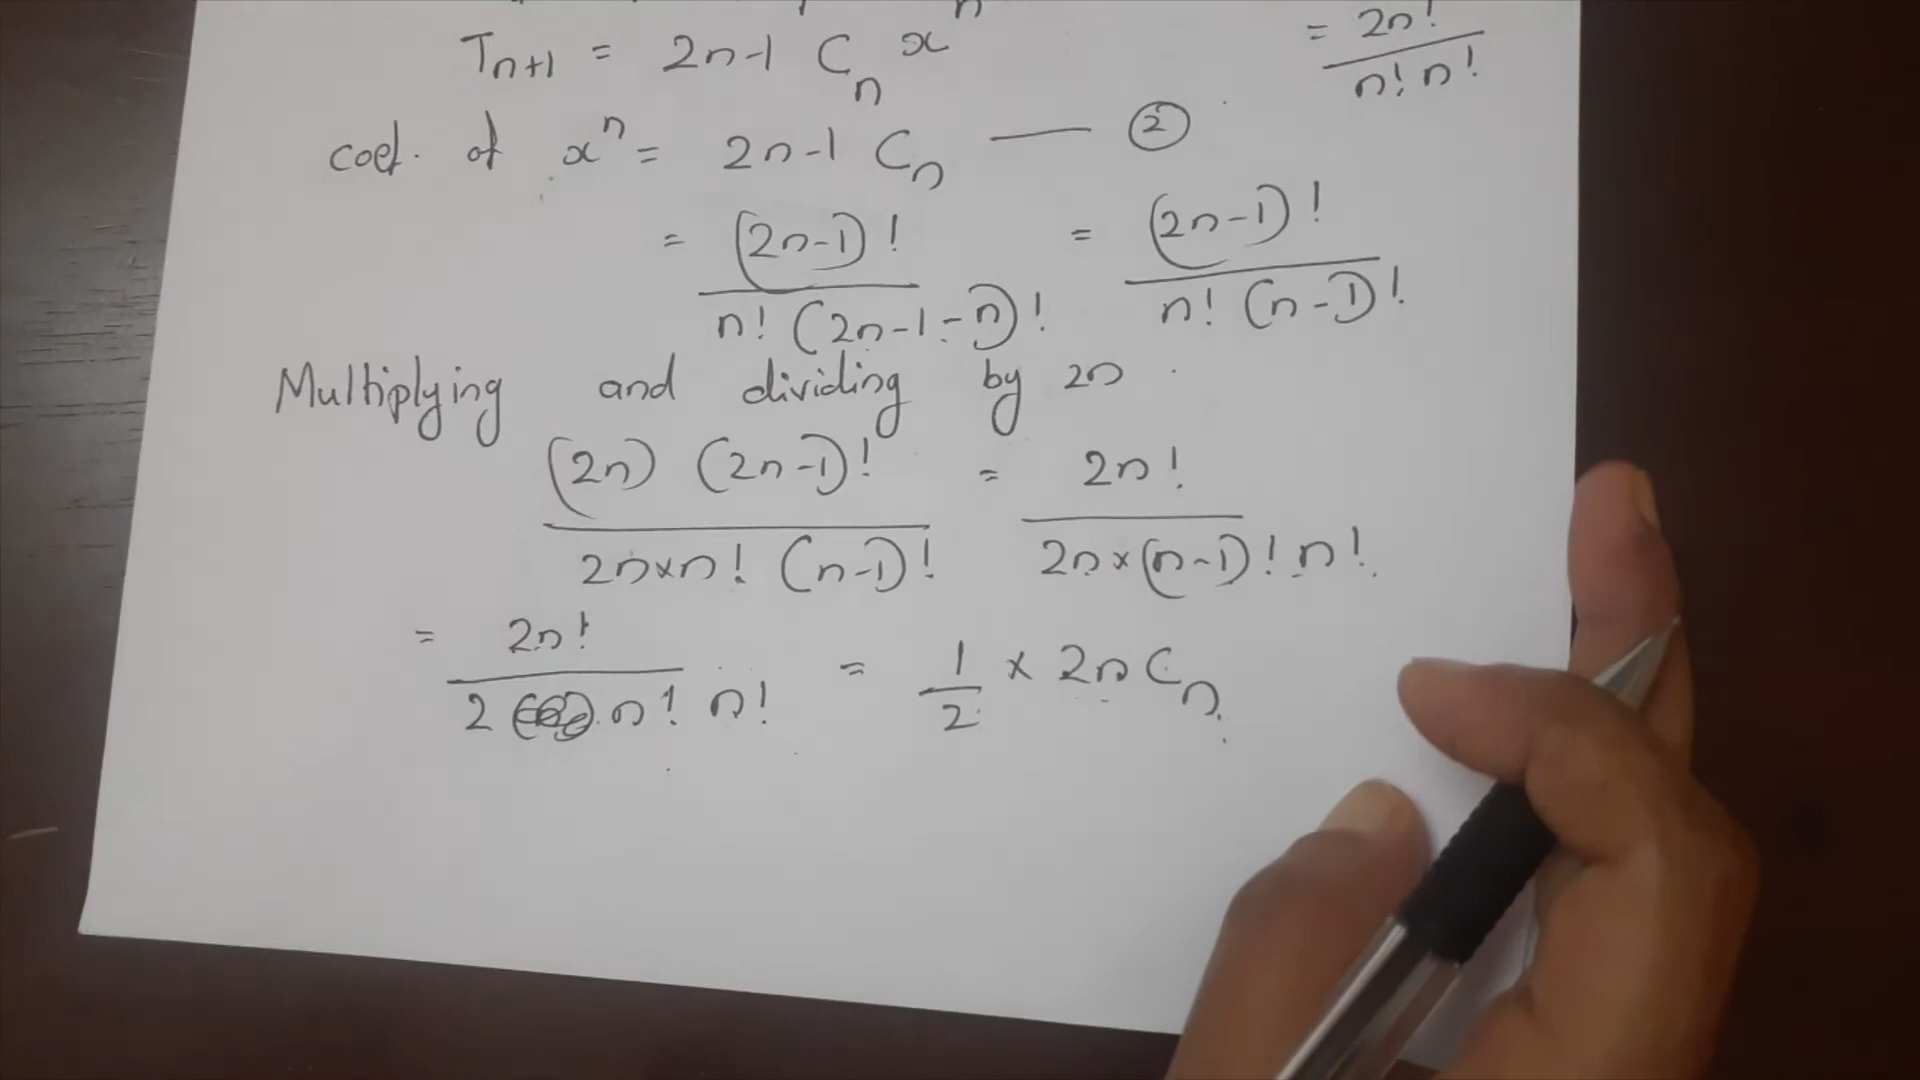 = 2n! / n! n!
Tn+1 = 2n-1 Cn xⁿ
coef. of xⁿ = 2n-1 Cn —— ②
= (2n-1)! / n! (2n-1-n)! = (2n-1)! / n! (n-1)!
Multiplying and dividing by 2n
(2n) (2n-1)! / 2n×n! (n-1)! = 2n! / 2n×(n-1)! n!
= 2n! / 2 n! n! = 1/2 × 2n Cn